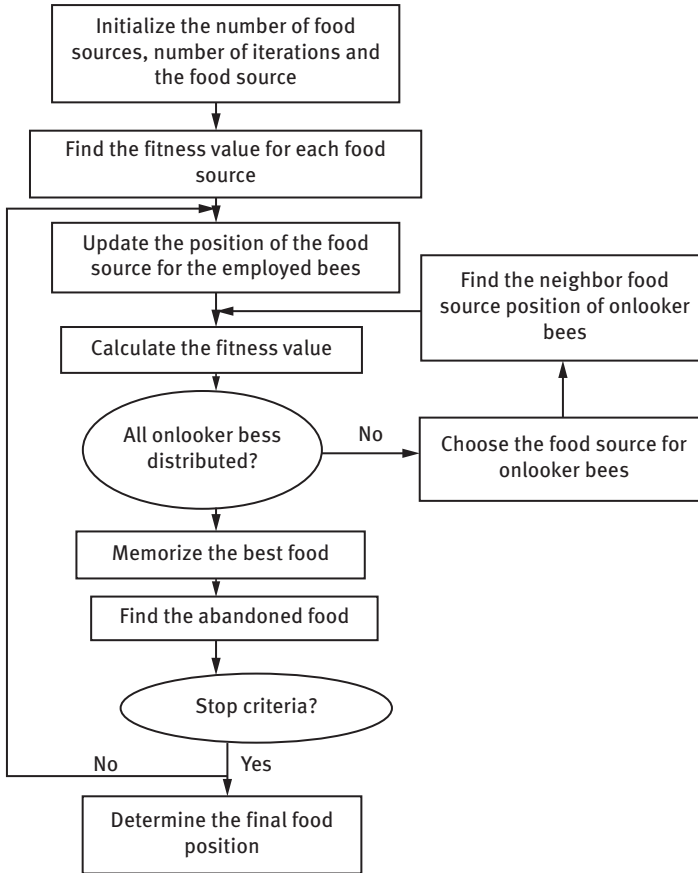 Initialize the number of food
sources, number of iterations and
the food source
Find the fitness value for each food
source
Update the position of the food
source for the employed bees
Find the neighbor food
source position of onlooker
bees
Calculate the fitness value
All onlooker bess
distributed?
No
Choose the food source for
onlooker bees
Memorize the best food
Find the abandoned food
Stop criteria?
No
Yes
Determine the final food
position